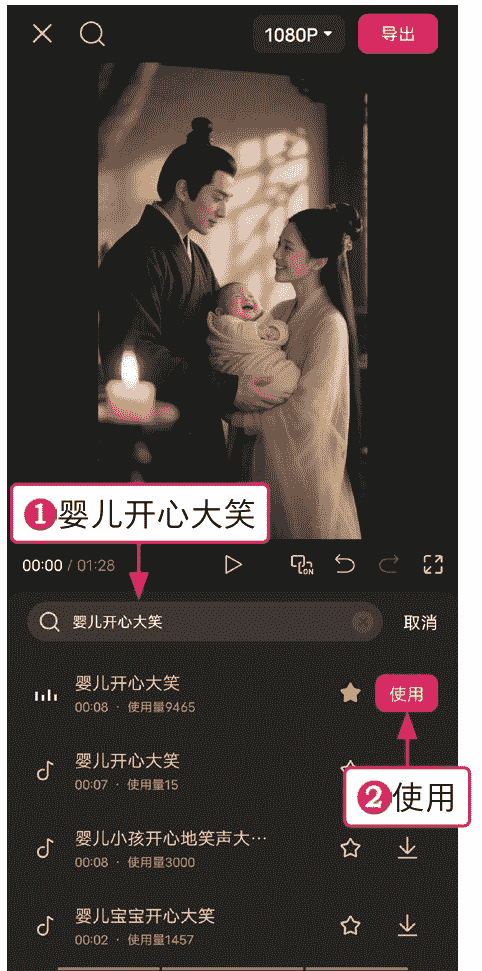 1080P
导出
❶婴儿开心大笑
00:00 / 01:28
ON
婴儿开心大笑
取消
婴儿开心大笑
00:08 · 使用量9465
使用
婴儿开心大笑
00:07 · 使用量15
❷使用
婴儿小孩开心地笑声大…
00:08 · 使用量3000
婴儿宝宝开心大笑
00:02 · 使用量1457